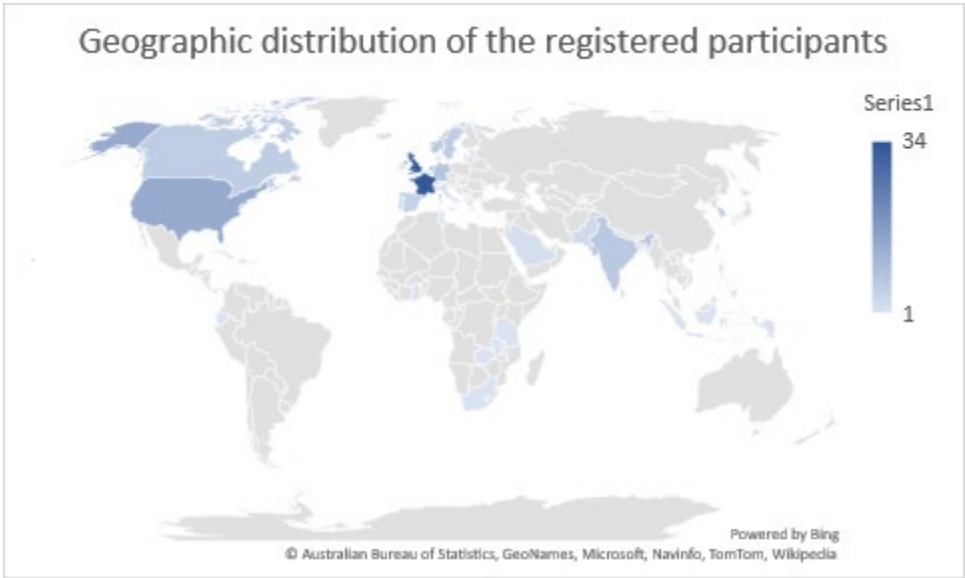 Geographic distribution of the registered participants
Series1
34
1
Powered by Bing
© Australian Bureau of Statistics, GeoNames, Microsoft, Navinfo, TomTom, Wikipedia